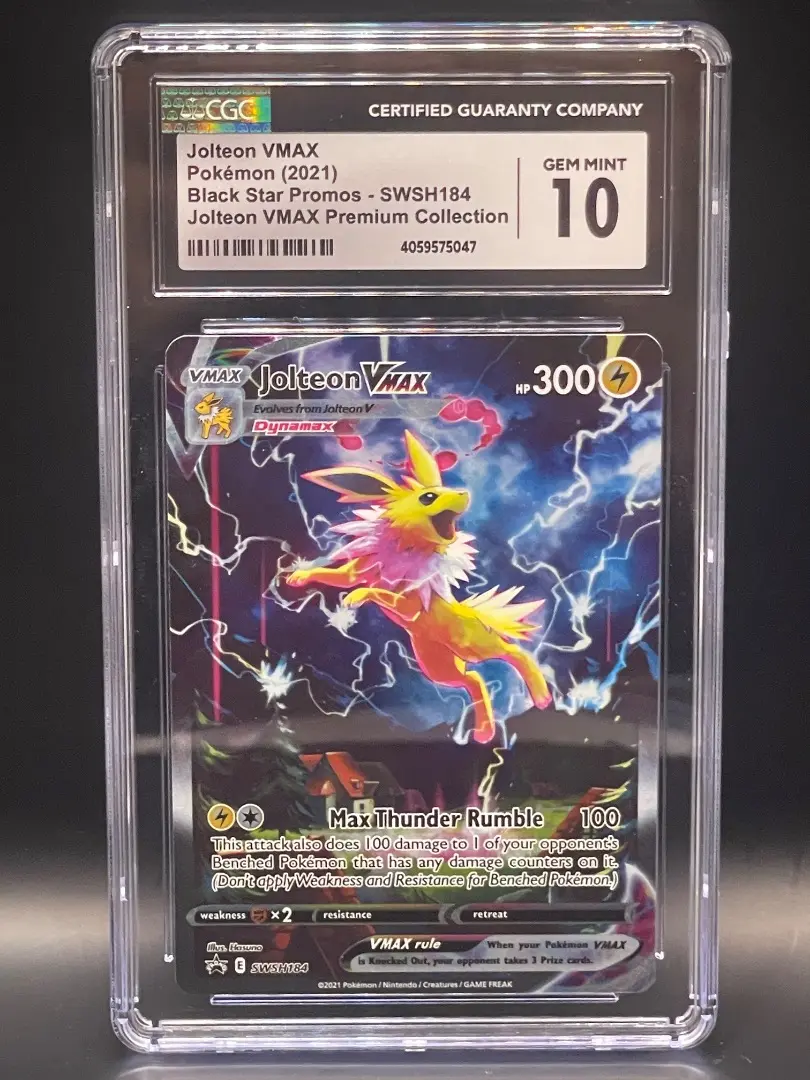 CGC
CERTIFIED GUARANTY COMPANY
Jolteon VMAX
Pokémon (2021)
Black Star Promos - SWSH184
Jolteon VMAX Premium Collection
GEM MINT
10
4059575047
VMAX
Jolteon VMAX
HP 300
Evolves from Jolteon V
Dynamax
Max Thunder Rumble 100
This attack also does 100 damage to 1 of your opponent's
Benched Pokémon that has any damage counters on it.
(Don't apply Weakness and Resistance for Benched Pokémon.)
weakness ×2 resistance retreat
Illus. Hasuno
E SWSH184
VMAX rule When your Pokémon VMAX
is Knocked Out, your opponent takes 3 Prize cards.
©2021 Pokémon / Nintendo / Creatures / GAME FREAK